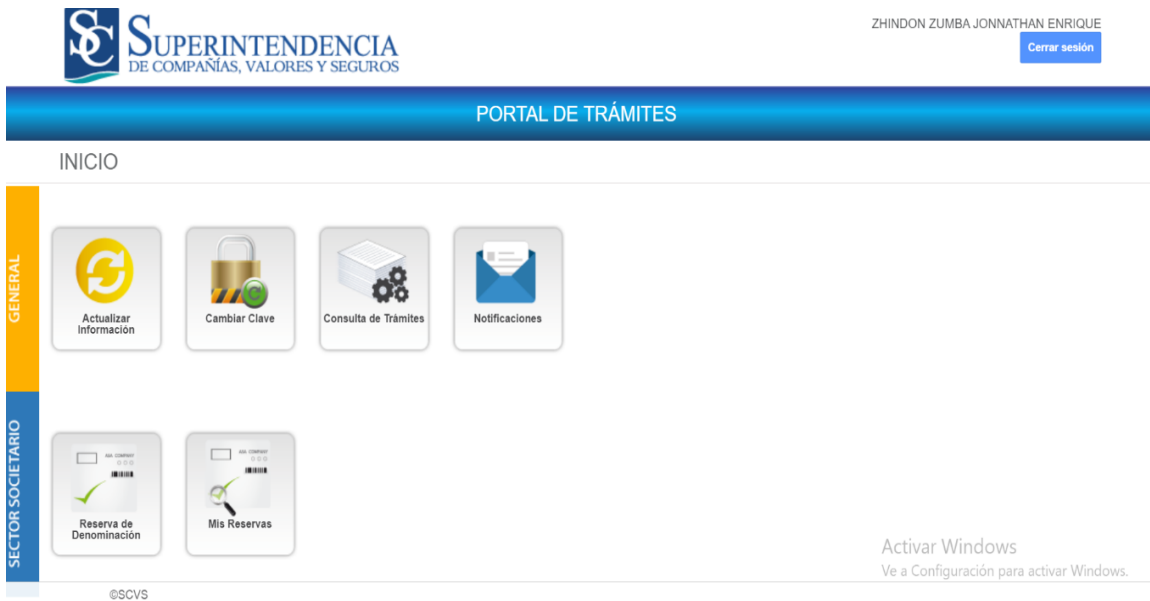 SC
SUPERINTENDENCIA
DE COMPAÑÍAS, VALORES Y SEGUROS
ZHINDON ZUMBA JONNATHAN ENRIQUE
Cerrar sesión
PORTAL DE TRÁMITES
INICIO
GENERAL
Actualizar
Información
Cambiar Clave
Consulta de Trámites
Notificaciones
SECTOR SOCIETARIO
Reserva de
Denominación
Mis Reservas
Activar Windows
Ve a Configuración para activar Windows.
©SCVS